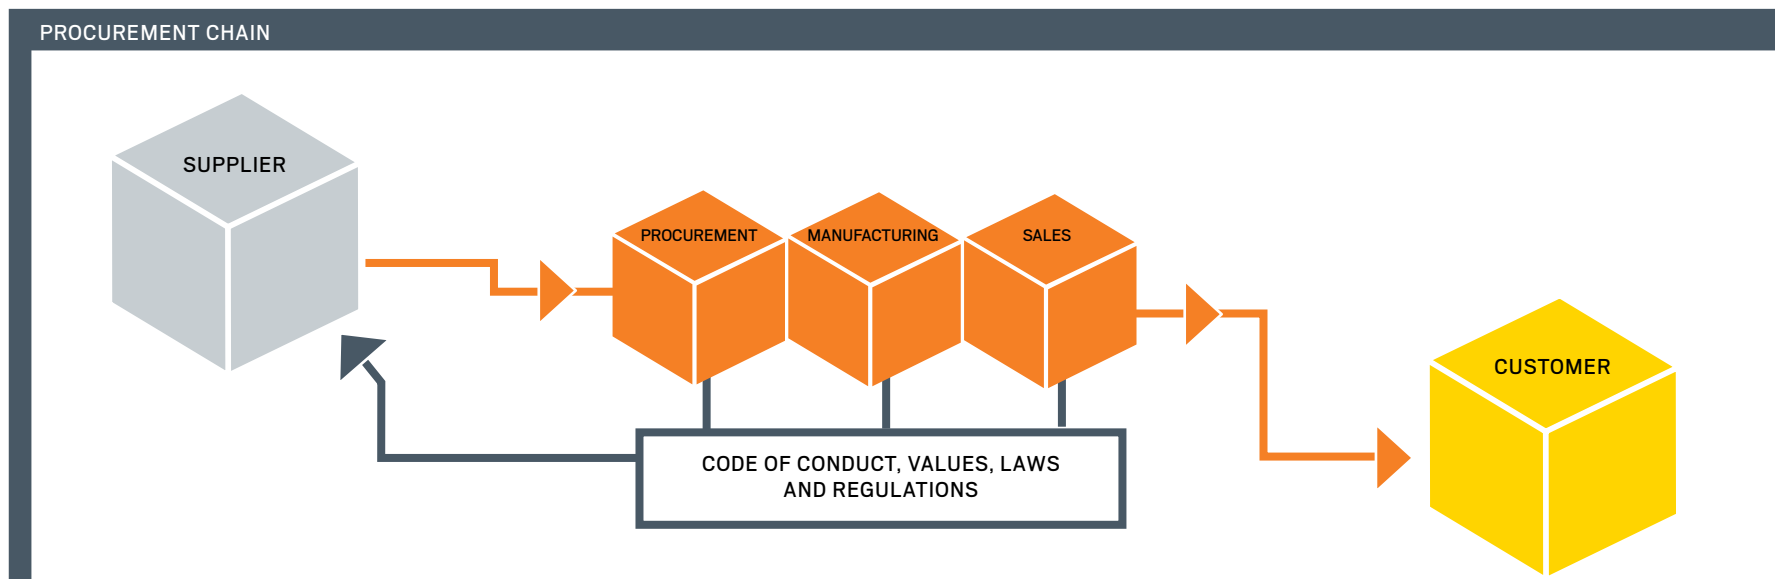 PROCUREMENT CHAIN
SUPPLIER
PROCUREMENT
MANUFACTURING
SALES
CUSTOMER
CODE OF CONDUCT, VALUES, LAWS
AND REGULATIONS